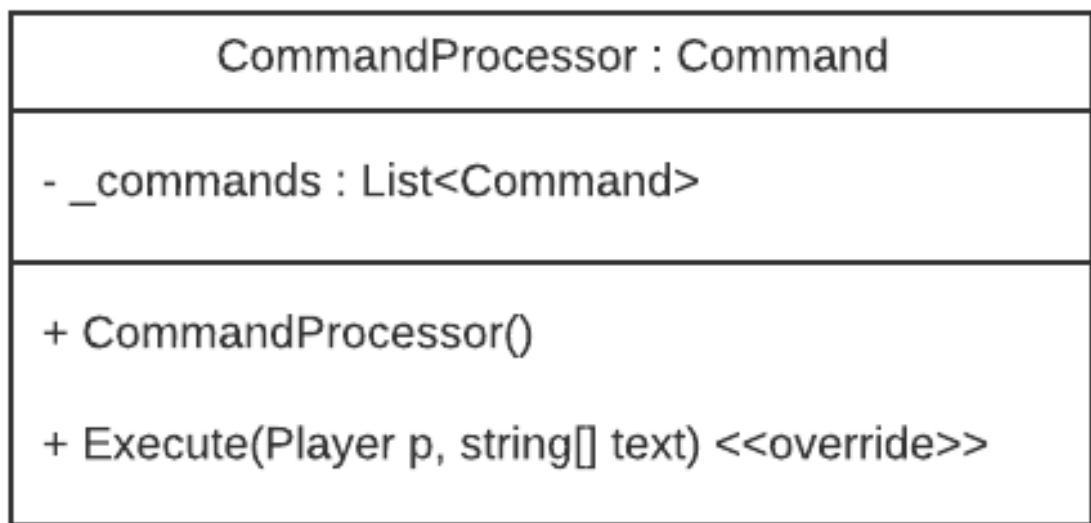 CommandProcessor : Command
- _commands : List<Command>
+ CommandProcessor()
+ Execute(Player p, string[] text) <<override>>